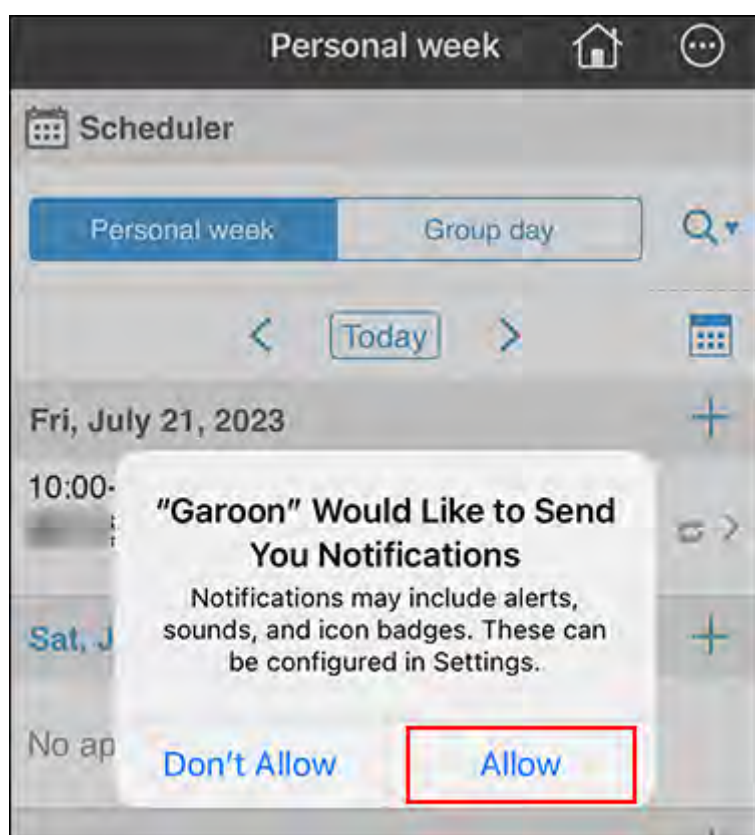 Personal week
Scheduler
Personal week
Group day
Today
Fri, July 21, 2023
10:00-
"Garoon" Would Like to Send
You Notifications
Notifications may include alerts,
sounds, and icon badges. These can
be configured in Settings.
Sat, J
No ap
Don't Allow
Allow